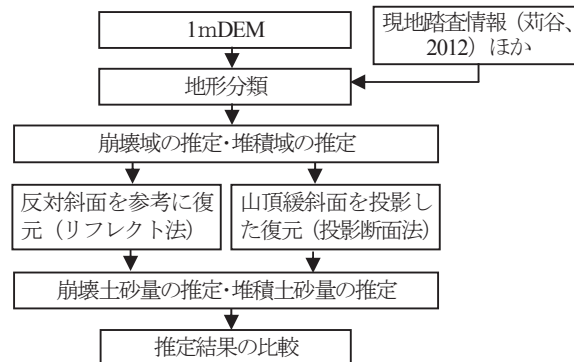 1mDEM
現地踏査情報（苅谷、
2012）ほか
地形分類
崩壊域の推定・堆積域の推定
反対斜面を参考に復
元（リフレクト法）
山頂緩斜面を投影し
た復元（投影断面法）
崩壊土砂量の推定・堆積土砂量の推定
推定結果の比較